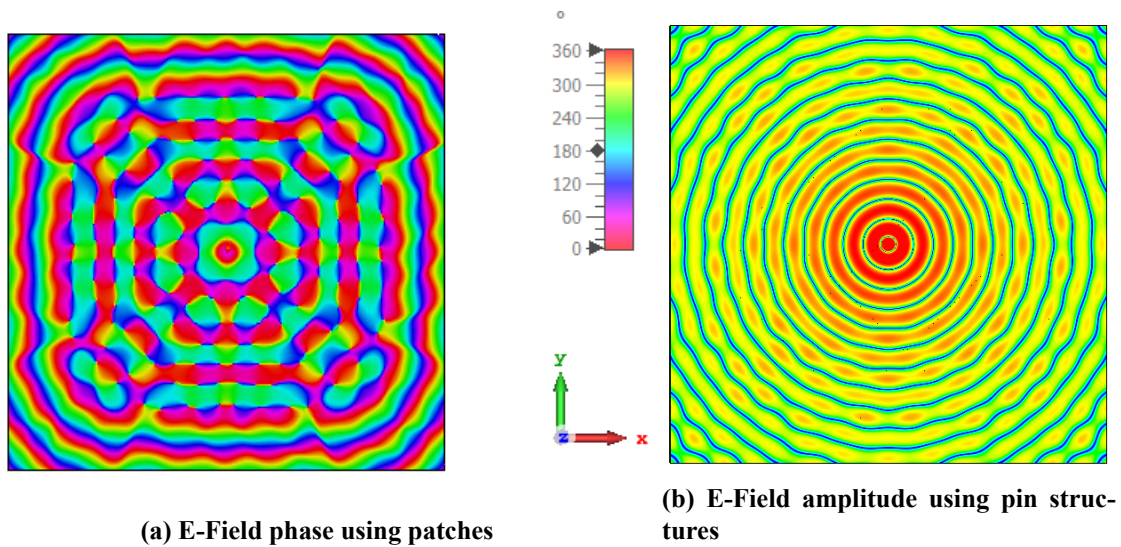 o
360
300
240
180
120
60
0
y
z
x
(a) E-Field phase using patches
(b) E-Field amplitude using pin struc-
tures